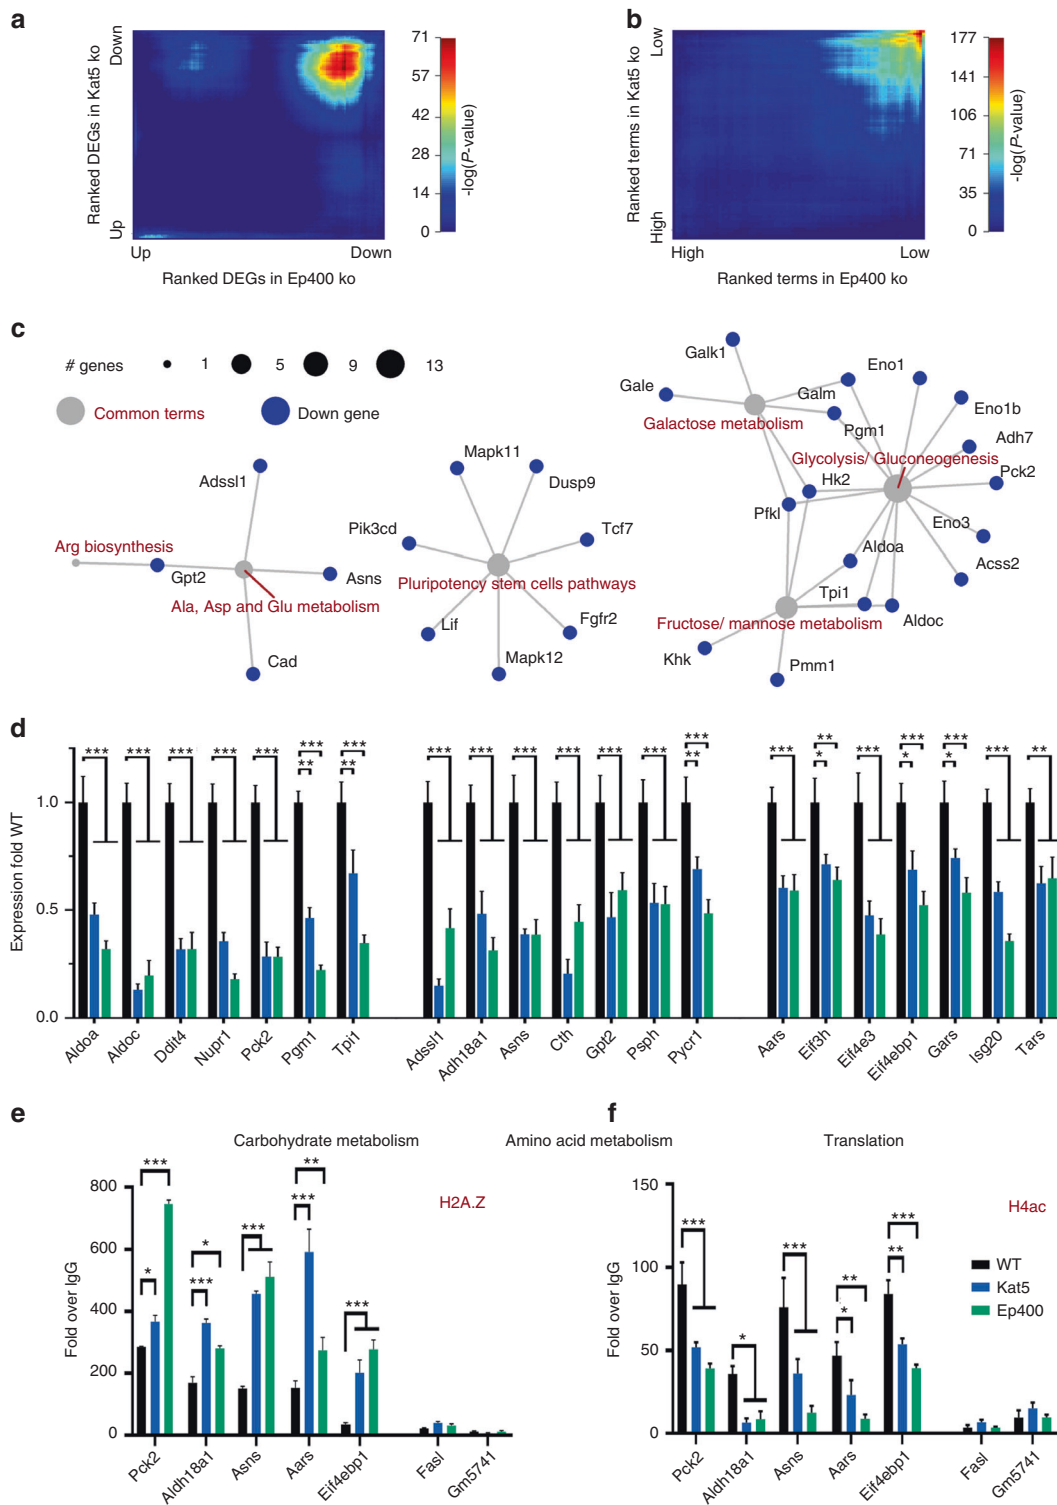 a
Ranked DEGs in Kat5 ko
Down
Up
Up
Down
Ranked DEGs in Ep400 ko
71
57
42
28
14
0
-log(P-value)
b
Ranked terms in Kat5 ko
Low
High
High
Low
Ranked terms in Ep400 ko
177
141
106
71
35
0
-log(P-value)
c
# genes
1
5
9
13
Common terms
Down gene
Adssl1
Arg biosynthesis
Gpt2
Asns
Ala, Asp and Glu metabolism
Cad
Mapk11
Dusp9
Pik3cd
Tcf7
Pluripotency stem cells pathways
Lif
Fgfr2
Mapk12
Galk1
Gale
Galm
Eno1
Eno1b
Galactose metabolism
Pgm1
Adh7
Glycolysis/ Gluconeogenesis
Pck2
Hk2
Pfkl
Eno3
Aldoa
Acss2
Tpi1
Fructose/ mannose metabolism
Aldoc
Khk
Pmm1
d
Expression fold WT
1.0
0.5
0.0
*** *** *** *** *** *** ***
** **
*** *** *** *** *** *** ***
**
*** ** *** *** *** *** **
* * *
Aldoa
Aldoc
Ddit4
Nupr1
Pck2
Pgm1
Tpi1
Adssl1
Adh18a1
Asns
Cth
Gpt2
Psph
Pycr1
Aars
Eif3h
Eif4e3
Eif4ebp1
Gars
Isg20
Tars
Carbohydrate metabolism
Amino acid metabolism
Translation
e
Fold over IgG
800
600
400
200
0
H2A.Z
***
*
*
***
***
**
***
***
Pck2
Aldh18a1
Asns
Aars
Eif4ebp1
Fasl
Gm5741
f
Fold over IgG
150
100
50
0
H4ac
***
*
***
**
*
***
**
WT
Kat5
Ep400
Pck2
Aldh18a1
Asns
Aars
Eif4ebp1
Fasl
Gm5741